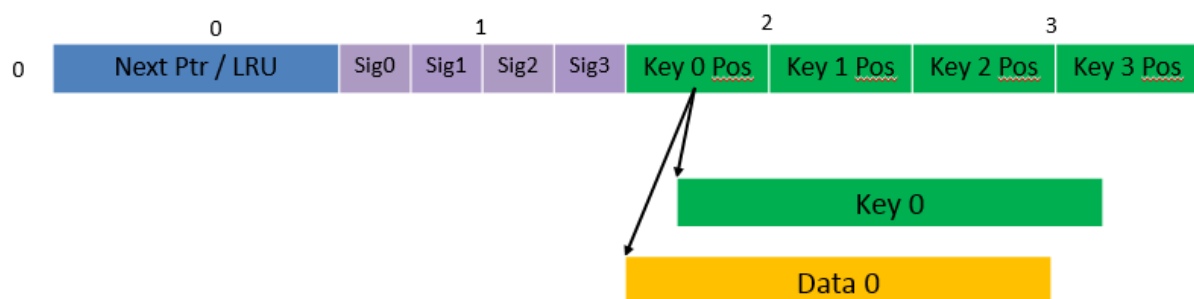 0 1 2 3
0 Next Ptr / LRU Sig0 Sig1 Sig2 Sig3 Key 0 Pos Key 1 Pos Key 2 Pos Key 3 Pos
Key 0
Data 0